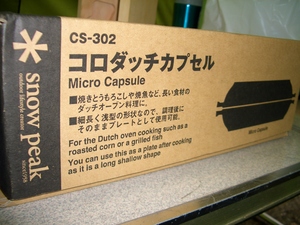 CS-302
コロダッチカプセル
Micro Capsule
■焼きとうもろこしや焼魚など、長い食材の
ダッチオーブン料理に。
■細長く浅型の形状なので、調理後に
そのままプレートとして使用可能。
For the Dutch oven cooking such as a
roasted corn or a grilled fish
You can use this as a plate after cooking
as it is a long shallow shape
Micro Capsule
snow peak
outdoor lifestyle creator